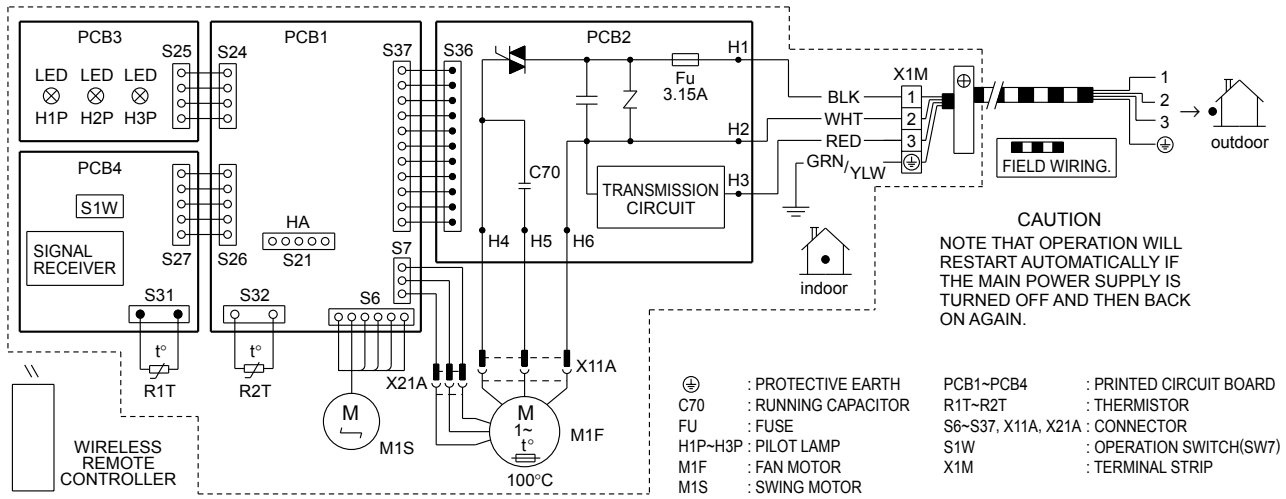 PCB3
LED LED LED
H1P H2P H3P
S25
S24
PCB1
S37
S36
PCB2
Fu
3.15A
H1
H2
H3
C70
TRANSMISSION
CIRCUIT
H4
H5
H6
BLK
WHT
RED
GRN/YLW
X1M
1
2
3
1
2
3
outdoor
FIELD WIRING.
indoor
PCB4
S1W
SIGNAL
RECEIVER
S27
S26
HA
S21
S7
S31
S32
S6
t°
R1T
t°
R2T
X21A
X11A
M
M1S
M
1~
t°
M1F
100°C
WIRELESS
REMOTE
CONTROLLER
CAUTION
NOTE THAT OPERATION WILL
RESTART AUTOMATICALLY IF
THE MAIN POWER SUPPLY IS
TURNED OFF AND THEN BACK
ON AGAIN.
: PROTECTIVE EARTH
C70 : RUNNING CAPACITOR
FU : FUSE
H1P~H3P : PILOT LAMP
M1F : FAN MOTOR
M1S : SWING MOTOR
PCB1~PCB4 : PRINTED CIRCUIT BOARD
R1T~R2T : THERMISTOR
S6~S37, X11A, X21A : CONNECTOR
S1W : OPERATION SWITCH(SW7)
X1M : TERMINAL STRIP